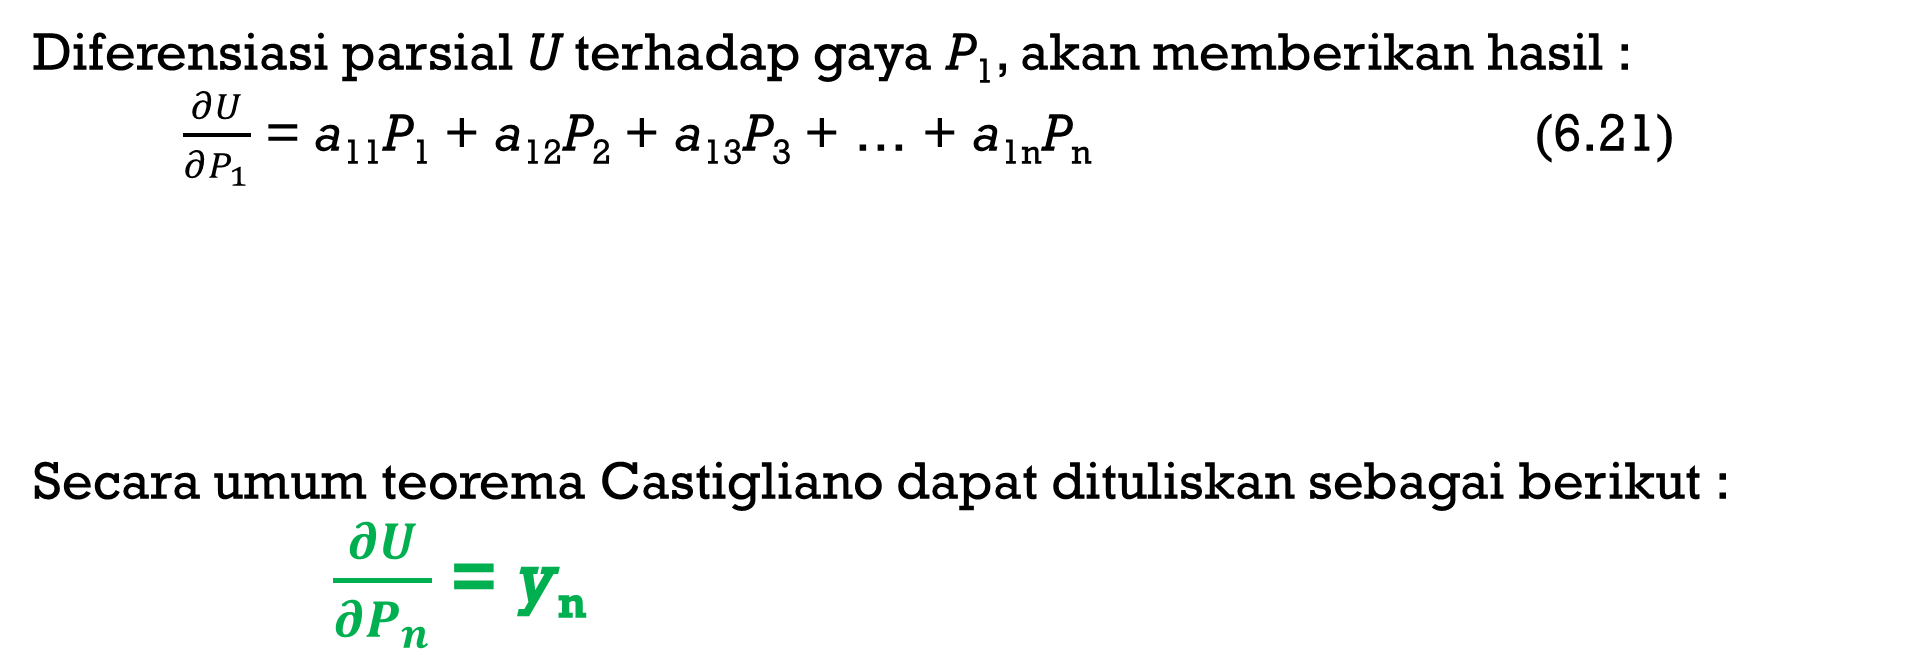 Diferensiasi parsial U terhadap gaya P₁, akan memberikan hasil :
∂U/∂P₁ = a₁₁P₁ + a₁₂P₂ + a₁₃P₃ + … + a₁ₙPₙ (6.21)
Secara umum teorema Castigliano dapat dituliskan sebagai berikut :
∂U/∂Pₙ = yₙ